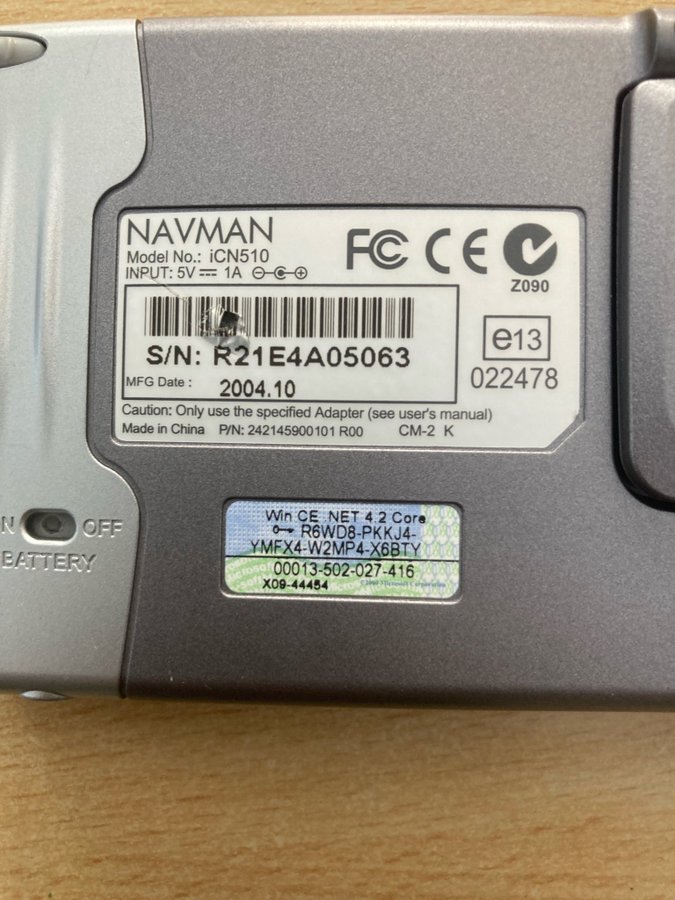 NAVMAN
Model No.: iCN510
INPUT: 5V 1A
FC CE
Z090
S/N: R21E4A05063
MFG Date : 2004.10
e13
022478
Caution: Only use the specified Adapter (see user's manual)
Made in China P/N: 242145900101 R00 CM-2 K
N OFF
BATTERY
Win CE .NET 4.2 Core
R6WD8-PKKJ4-
YMFX4-W2MP4-X6BTY
00013-502-027-416
X09-44454